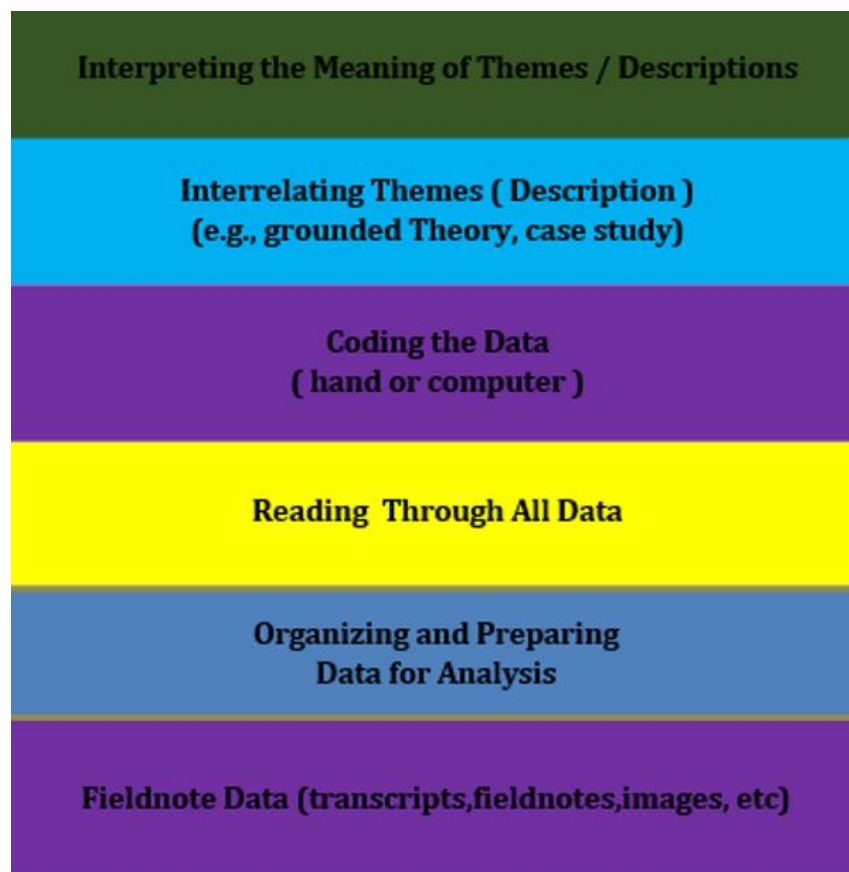 Interpreting the Meaning of Themes / Descriptions
Interrelating Themes ( Description )
(e.g., grounded Theory, case study)
Coding the Data
( hand or computer )
Reading  Through All Data
Organizing and Preparing
Data for Analysis
Fieldnote Data (transcripts,fieldnotes,images, etc)